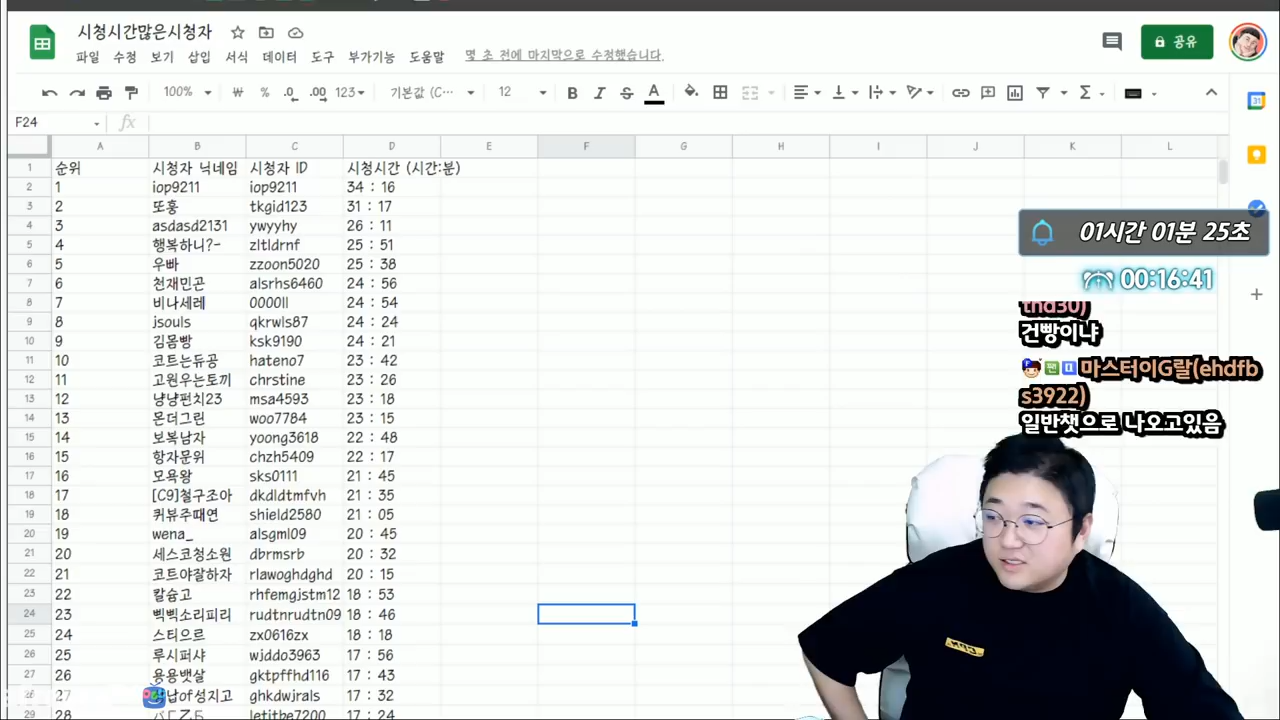 시청시간많은시청자
파일 수정 보기 삽입 서식 데이터 도구 부가기능 도움말 몇 초 전에 마지막으로 수정했습니다.
공유
100% ₩ % .0 .00 123 기본값 (C… 12 B I S A
F24 fx
A B C D E F G H I J K L
1 순위 시청자 닉네임 시청자 ID 시청시간 (시간:분)
2 1 iop9211 iop9211 34 : 16
3 2 또훙 tkgid123 31 : 17
4 3 asdasd2131 ywyyhy 26 : 11
5 4 행복하니?- zltldrnf 25 : 51
6 5 우빠 zzoon5020 25 : 38
7 6 천재민곤 alsrhs6460 24 : 56
8 7 비나세레 0000ll 24 : 54
9 8 jsouls qkrwls87 24 : 24
10 9 김몸빵 ksk9190 24 : 21
11 10 코트는듀공 hateno7 23 : 42
12 11 고원우는토끼 chrstine 23 : 26
13 12 냥냥펀치23 msa4593 23 : 18
14 13 몬더그린 woo7784 23 : 15
15 14 보복남자 yoong3618 22 : 48
16 15 항자문위 chzh5409 22 : 17
17 16 모욕왕 sks0111 21 : 45
18 17 [C9]철구조아 dkdldtmfvh 21 : 35
19 18 퀴뷰주때연 shield2580 21 : 05
20 19 wena_ alsgml09 20 : 45
21 20 세스코청소원 dbrmsrb 20 : 32
22 21 코트야잘하자 rlawoghdghd 20 : 15
23 22 칼슘고 rhfemgjstm12 18 : 53
24 23 삑삑소리피리 rudtnrudtn09 18 : 46
25 24 스티으르 zx0616zx 18 : 18
26 25 루시퍼샤 wjddo3963 17 : 56
27 26 용용뱃살 gktpffhd116 17 : 43
28 27 납of성지고 ghkdwjrals 17 : 32
29 28 letitbe7200 17 : 24
01시간 01분 25초
00:16:41
thd30)
건빵이냐
마스터이G랄(ehdfb
s3922)
일반챗으로 나오고있음